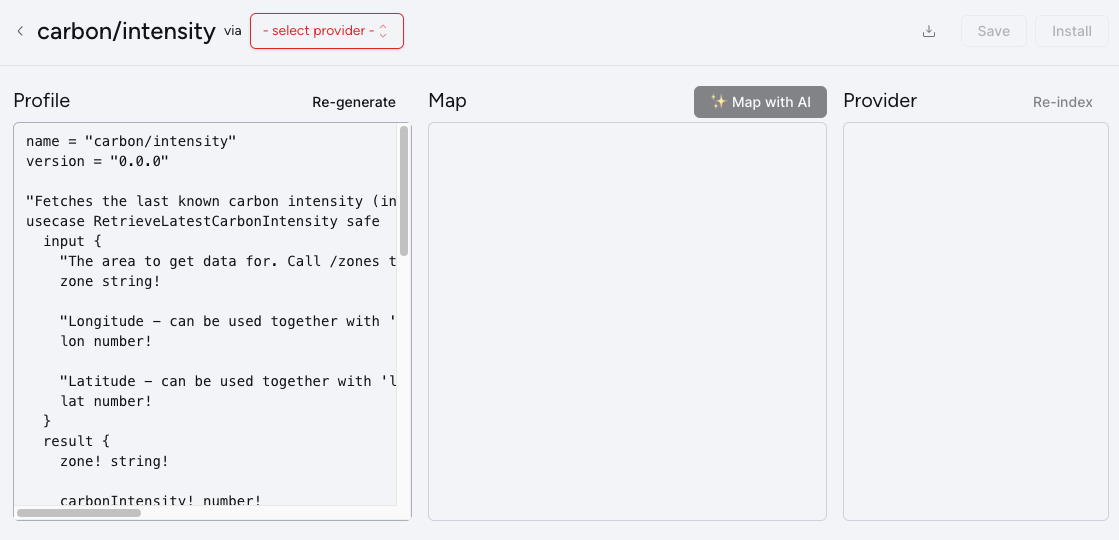 carbon/intensity via - select provider -
Save Install
Profile Re-generate
name = "carbon/intensity"
version = "0.0.0"
"Fetches the last known carbon intensity (in
usecase RetrieveLatestCarbonIntensity safe
input {
"The area to get data for. Call /zones t
zone string!
"Longitude – can be used together with '
lon number!
"Latitude – can be used together with 'l
lat number!
}
result {
zone! string!
carbonIntensity! number!
Map ✨ Map with AI
Provider Re-index